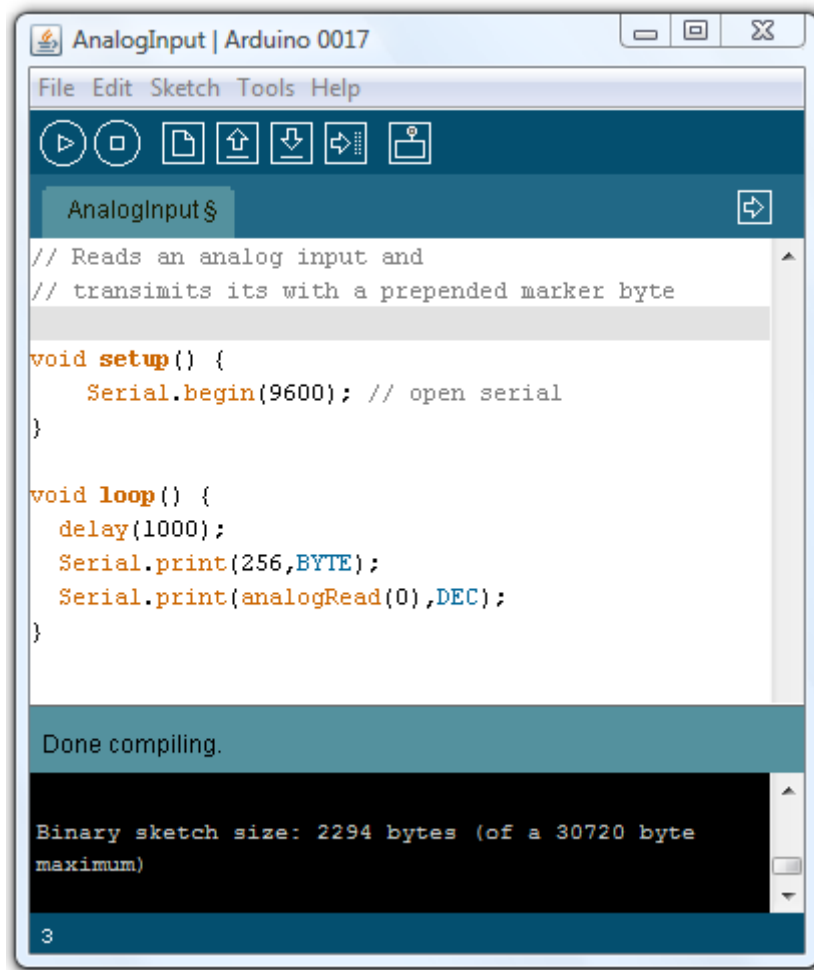 AnalogInput | Arduino 0017
File Edit Sketch Tools Help
AnalogInput §
// Reads an analog input and
// transimits its with a prepended marker byte
void setup() {
    Serial.begin(9600); // open serial
}
void loop() {
  delay(1000);
  Serial.print(256,BYTE);
  Serial.print(analogRead(0),DEC);
}
Done compiling.
Binary sketch size: 2294 bytes (of a 30720 byte
maximum)
3